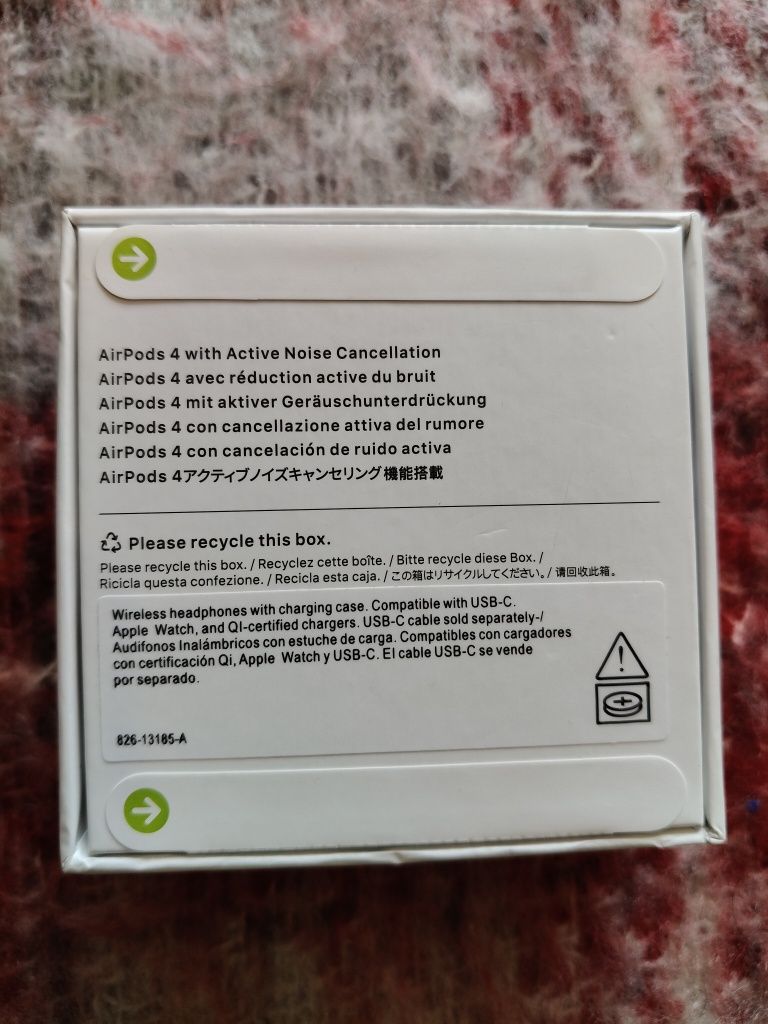 AirPods 4 with Active Noise Cancellation
AirPods 4 avec réduction active du bruit
AirPods 4 mit aktiver Geräuschunterdrückung
AirPods 4 con cancellazione attiva del rumore
AirPods 4 con cancelación de ruido activa
AirPods 4アクティブノイズキャンセリング機能搭載
Please recycle this box.
Please recycle this box. / Recyclez cette boîte. / Bitte recycle diese Box. /
Ricicla questa confezione. / Recicla esta caja. / この箱はリサイクルしてください。/ 请回收此箱。
Wireless headphones with charging case. Compatible with USB-C.
Apple Watch, and QI-certified chargers. USB-C cable sold separately-/
Audifonos Inalámbricos con estuche de carga. Compatibles con cargadores
con certificación Qi, Apple Watch y USB-C. El cable USB-C se vende
por separado.
826-13185-A